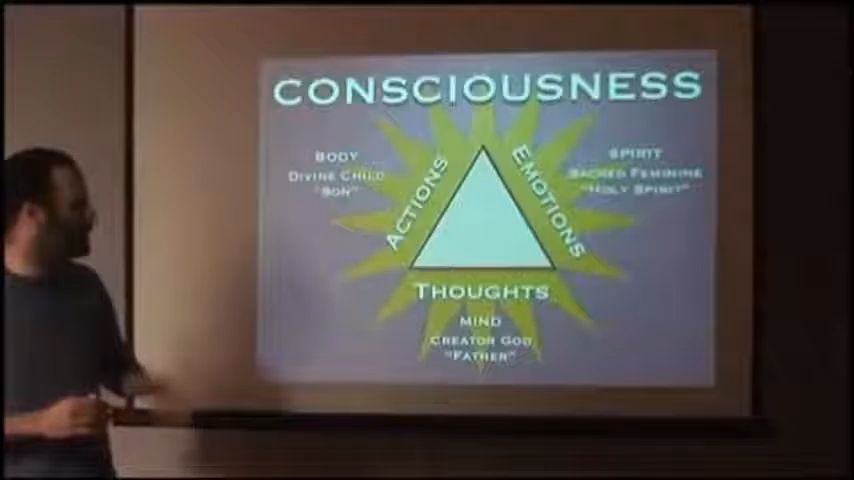 CONSCIOUSNESS
BODY
DIVINE CHILD
"SON"
ACTIONS
EMOTIONS
SPIRIT
SACRED FEMININE
"HOLY SPIRIT"
THOUGHTS
MIND
CREATOR GOD
"FATHER"